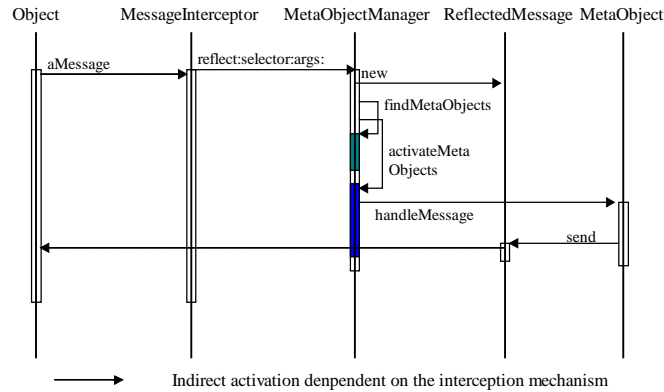 Object MessageInterceptor MetaObjectManager ReflectedMessage MetaObject
aMessage
reflect:selector:args:
new
findMetaObjects
activateMeta
Objects
handleMessage
send
Indirect activation denpendent on the interception mechanism